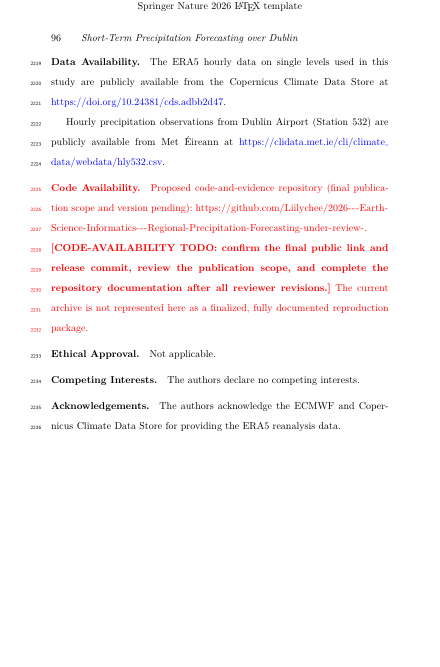 Springer Nature 2026 LATEX template
96 Short-Term Precipitation Forecasting over Dublin
2219 Data Availability. The ERA5 hourly data on single levels used in this
2220 study are publicly available from the Copernicus Climate Data Store at
2221 https://doi.org/10.24381/cds.adbb2d47.
2222 Hourly precipitation observations from Dublin Airport (Station 532) are
2223 publicly available from Met Éireann at https://clidata.met.ie/cli/climate_
2224 data/webdata/hly532.csv.
2225 Code Availability. Proposed code-and-evidence repository (final publica-
2226 tion scope and version pending): https://github.com/Liilychee/2026---Earth-
2227 Science-Informatics---Regional-Precipitation-Forecasting-under-review-.
2228 [CODE-AVAILABILITY TODO: confirm the final public link and
2229 release commit, review the publication scope, and complete the
2230 repository documentation after all reviewer revisions.] The current
2231 archive is not represented here as a finalized, fully documented reproduction
2232 package.
2233 Ethical Approval. Not applicable.
2234 Competing Interests. The authors declare no competing interests.
2235 Acknowledgements. The authors acknowledge the ECMWF and Coper-
2236 nicus Climate Data Store for providing the ERA5 reanalysis data.